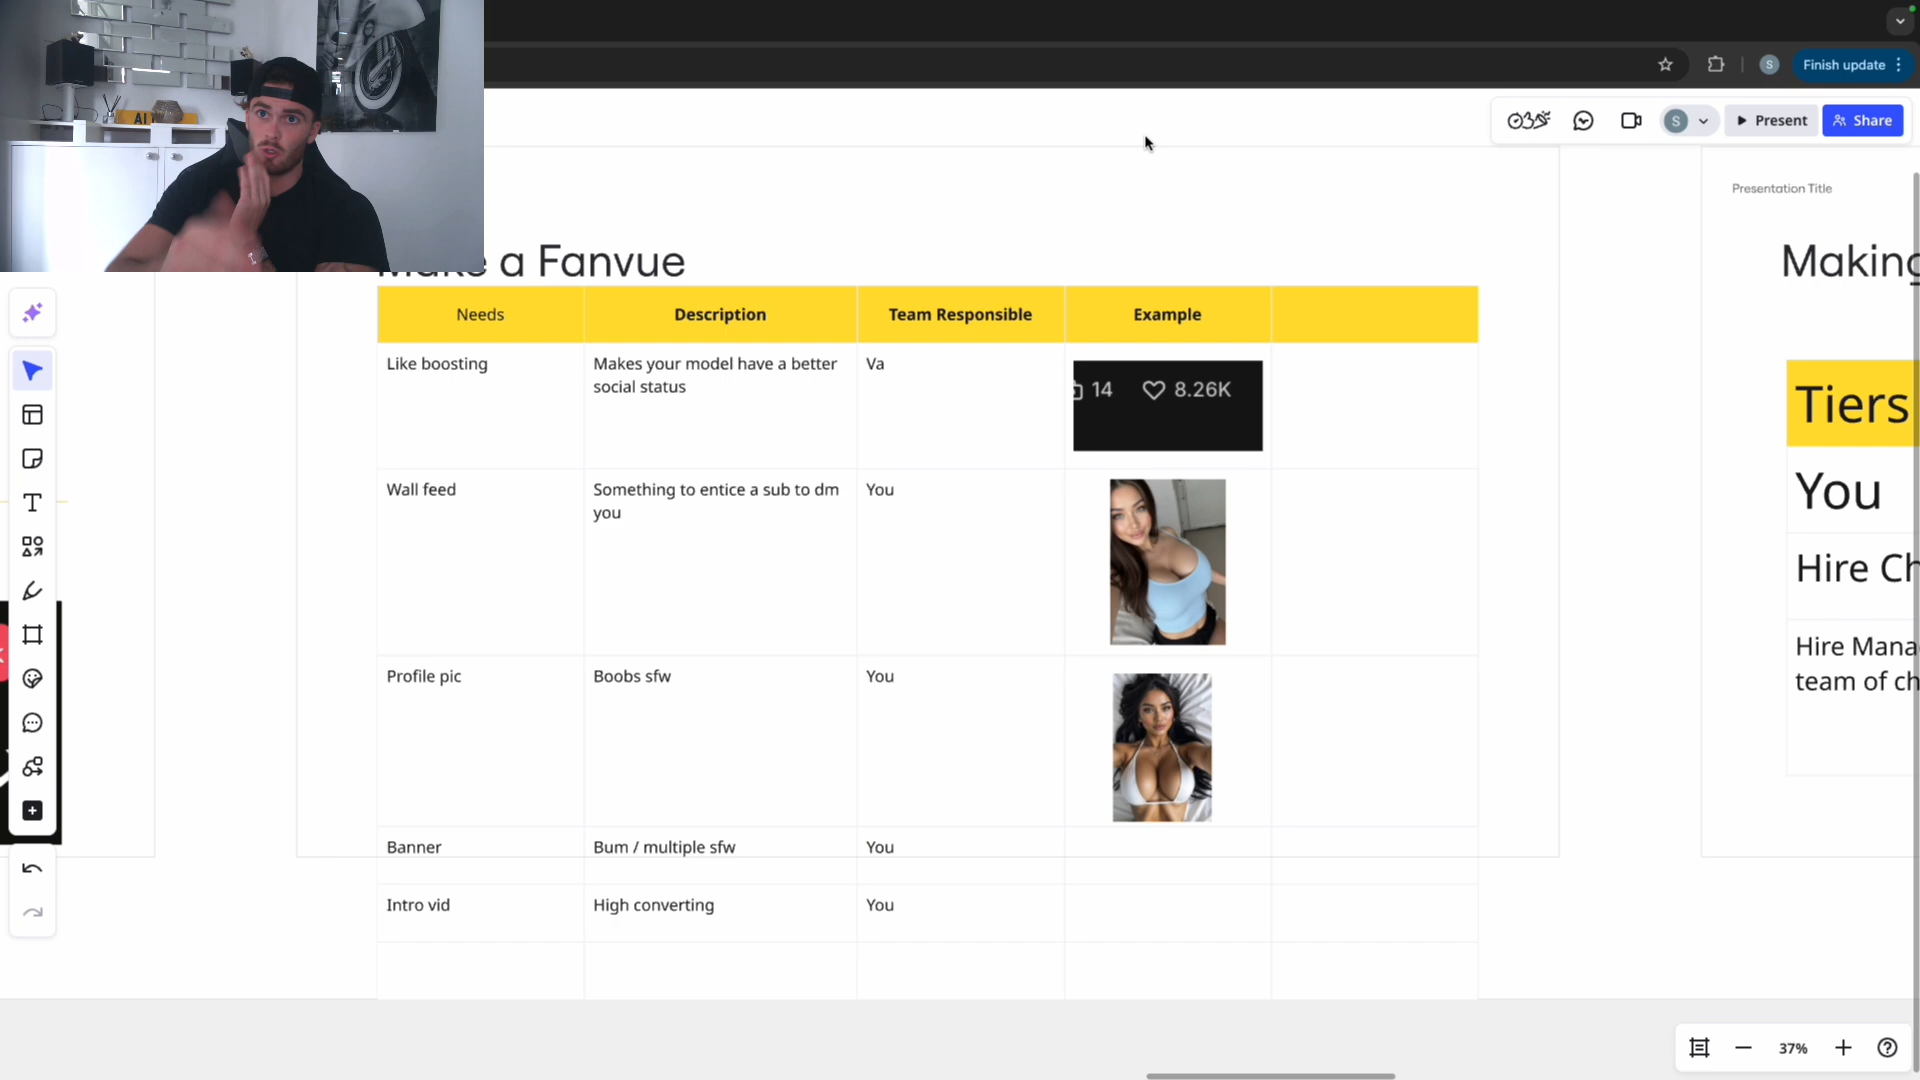 AI
Finish update
S
S
Present
Share
Presentation Title
a Fanvue
Making
Needs
Description
Team Responsible
Example
Like boosting
Makes your model have a better
social status
Va
14
8.26K
Tiers
Wall feed
Something to entice a sub to dm
you
You
You
Hire Ch
Hire Mana
team of ch
Profile pic
Boobs sfw
You
Banner
Bum / multiple sfw
You
Intro vid
High converting
You
37%